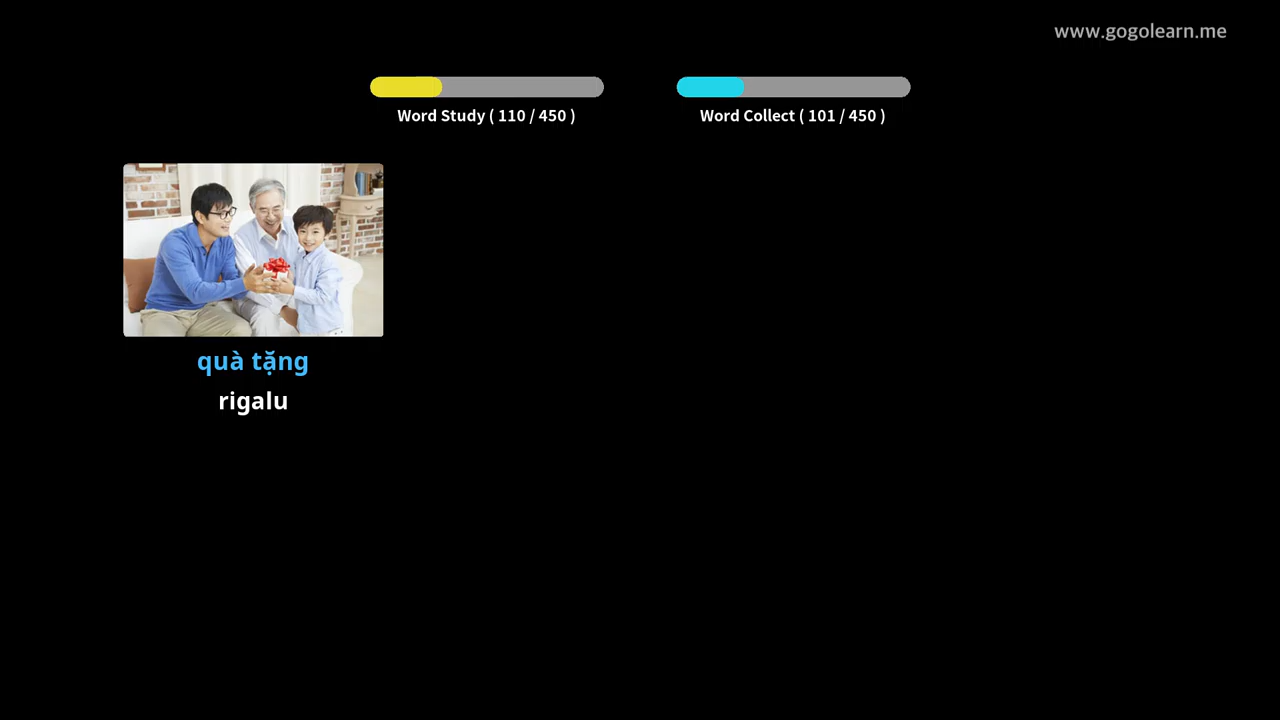 www.gogolearn.me
Word Study ( 110 / 450 )
Word Collect ( 101 / 450 )
quà tặng
rigalu